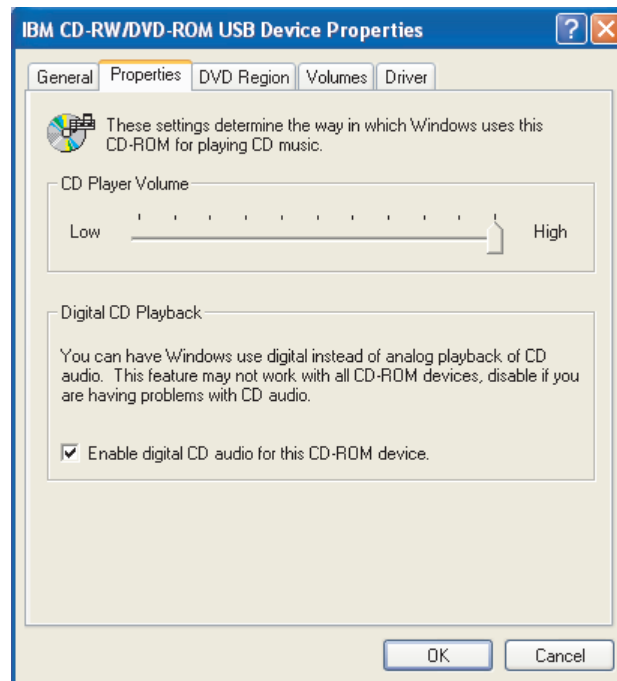 IBM CD-RW/DVD-ROM USB Device Properties
General Properties DVD Region Volumes Driver
These settings determine the way in which Windows uses this
CD-ROM for playing CD music.
CD Player Volume
Low High
Digital CD Playback
You can have Windows use digital instead of analog playback of CD
audio. This feature may not work with all CD-ROM devices, disable if you
are having problems with CD audio.
Enable digital CD audio for this CD-ROM device.
OK Cancel